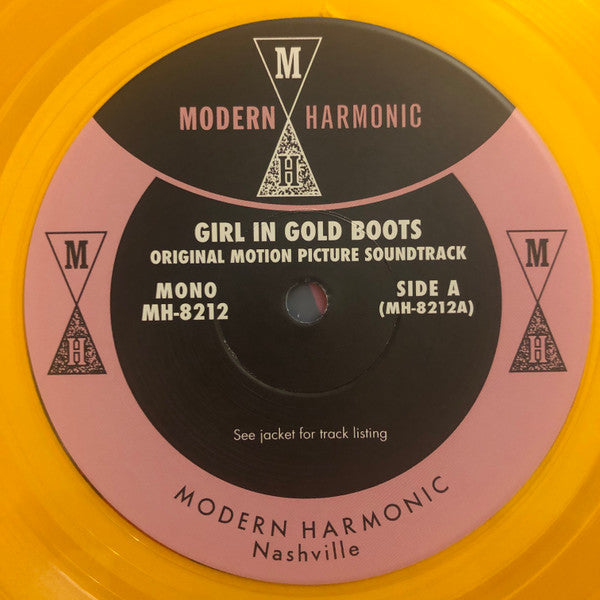 M
MODERN HARMONIC
H
GIRL IN GOLD BOOTS
ORIGINAL MOTION PICTURE SOUNDTRACK
MONO
MH-8212
SIDE A
(MH-8212A)
M
H
M
H
See jacket for track listing
MODERN HARMONIC
Nashville